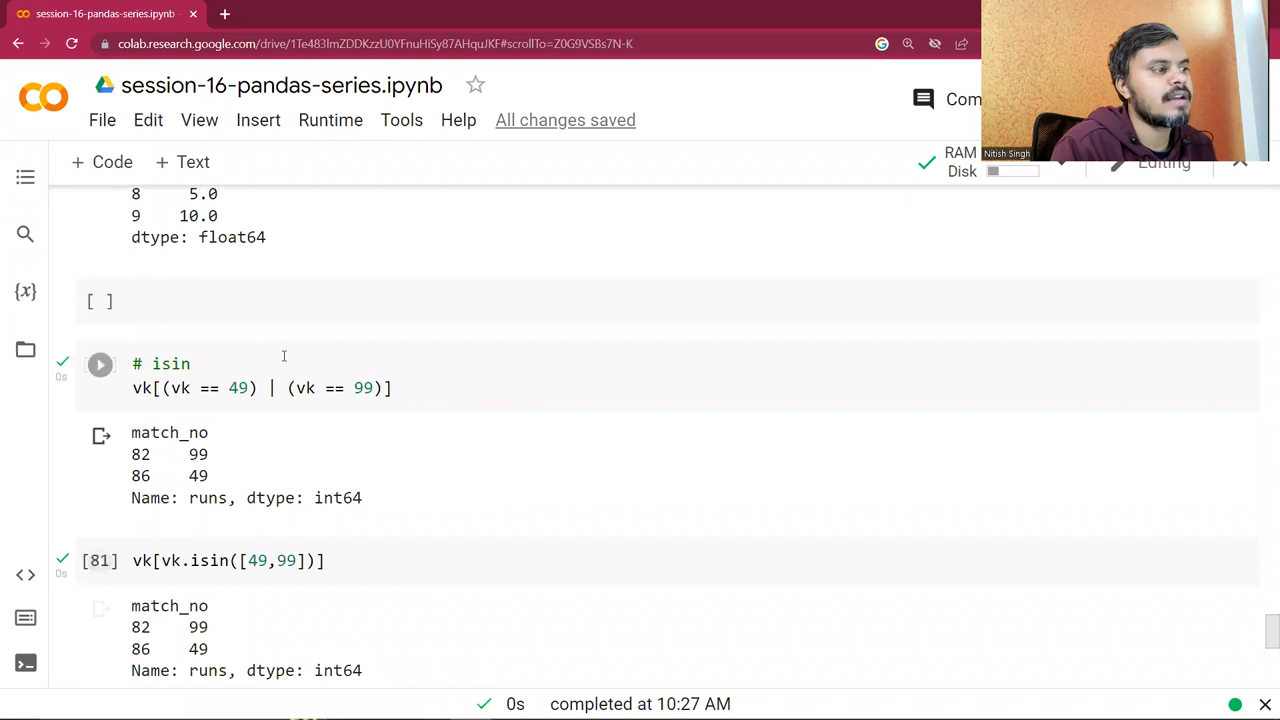 session-16-pandas-series.ipynb
colab.research.google.com/drive/1Te483lmZDDKzzU0YFnuHiSy87AHquJKF#scrollTo=Z0G9VSBs7N-K
session-16-pandas-series.ipynb
File Edit View Insert Runtime Tools Help All changes saved
Com
Nitish Singh
+ Code + Text
RAM
Disk
Editing
8 5.0
9 10.0
dtype: float64
[ ]
# isin
vk[(vk == 49) | (vk == 99)]
0s
match_no
82 99
86 49
Name: runs, dtype: int64
[81] vk[vk.isin([49,99])]
0s
match_no
82 99
86 49
Name: runs, dtype: int64
0s completed at 10:27 AM